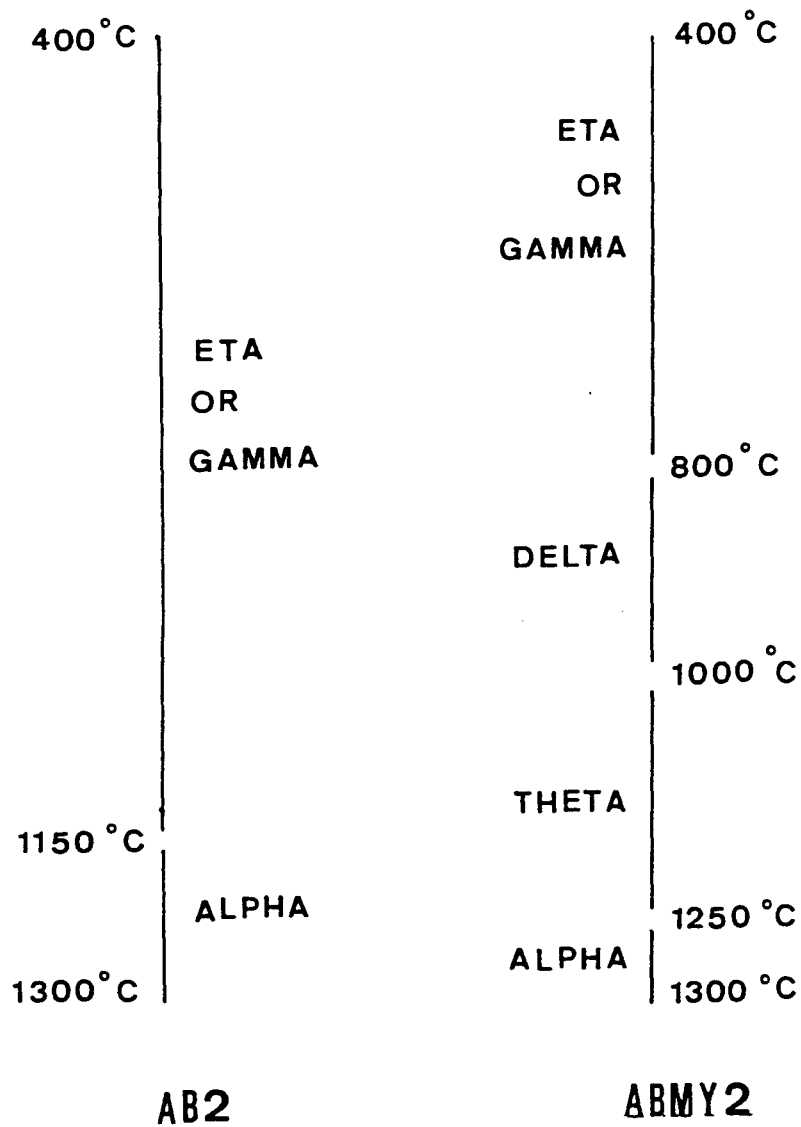 400°C
ETA
OR
GAMMA
1150°C
ALPHA
1300°C
AB2
400°C
ETA
OR
GAMMA
800°C
DELTA
1000°C
THETA
1250°C
ALPHA
1300°C
ABMY2